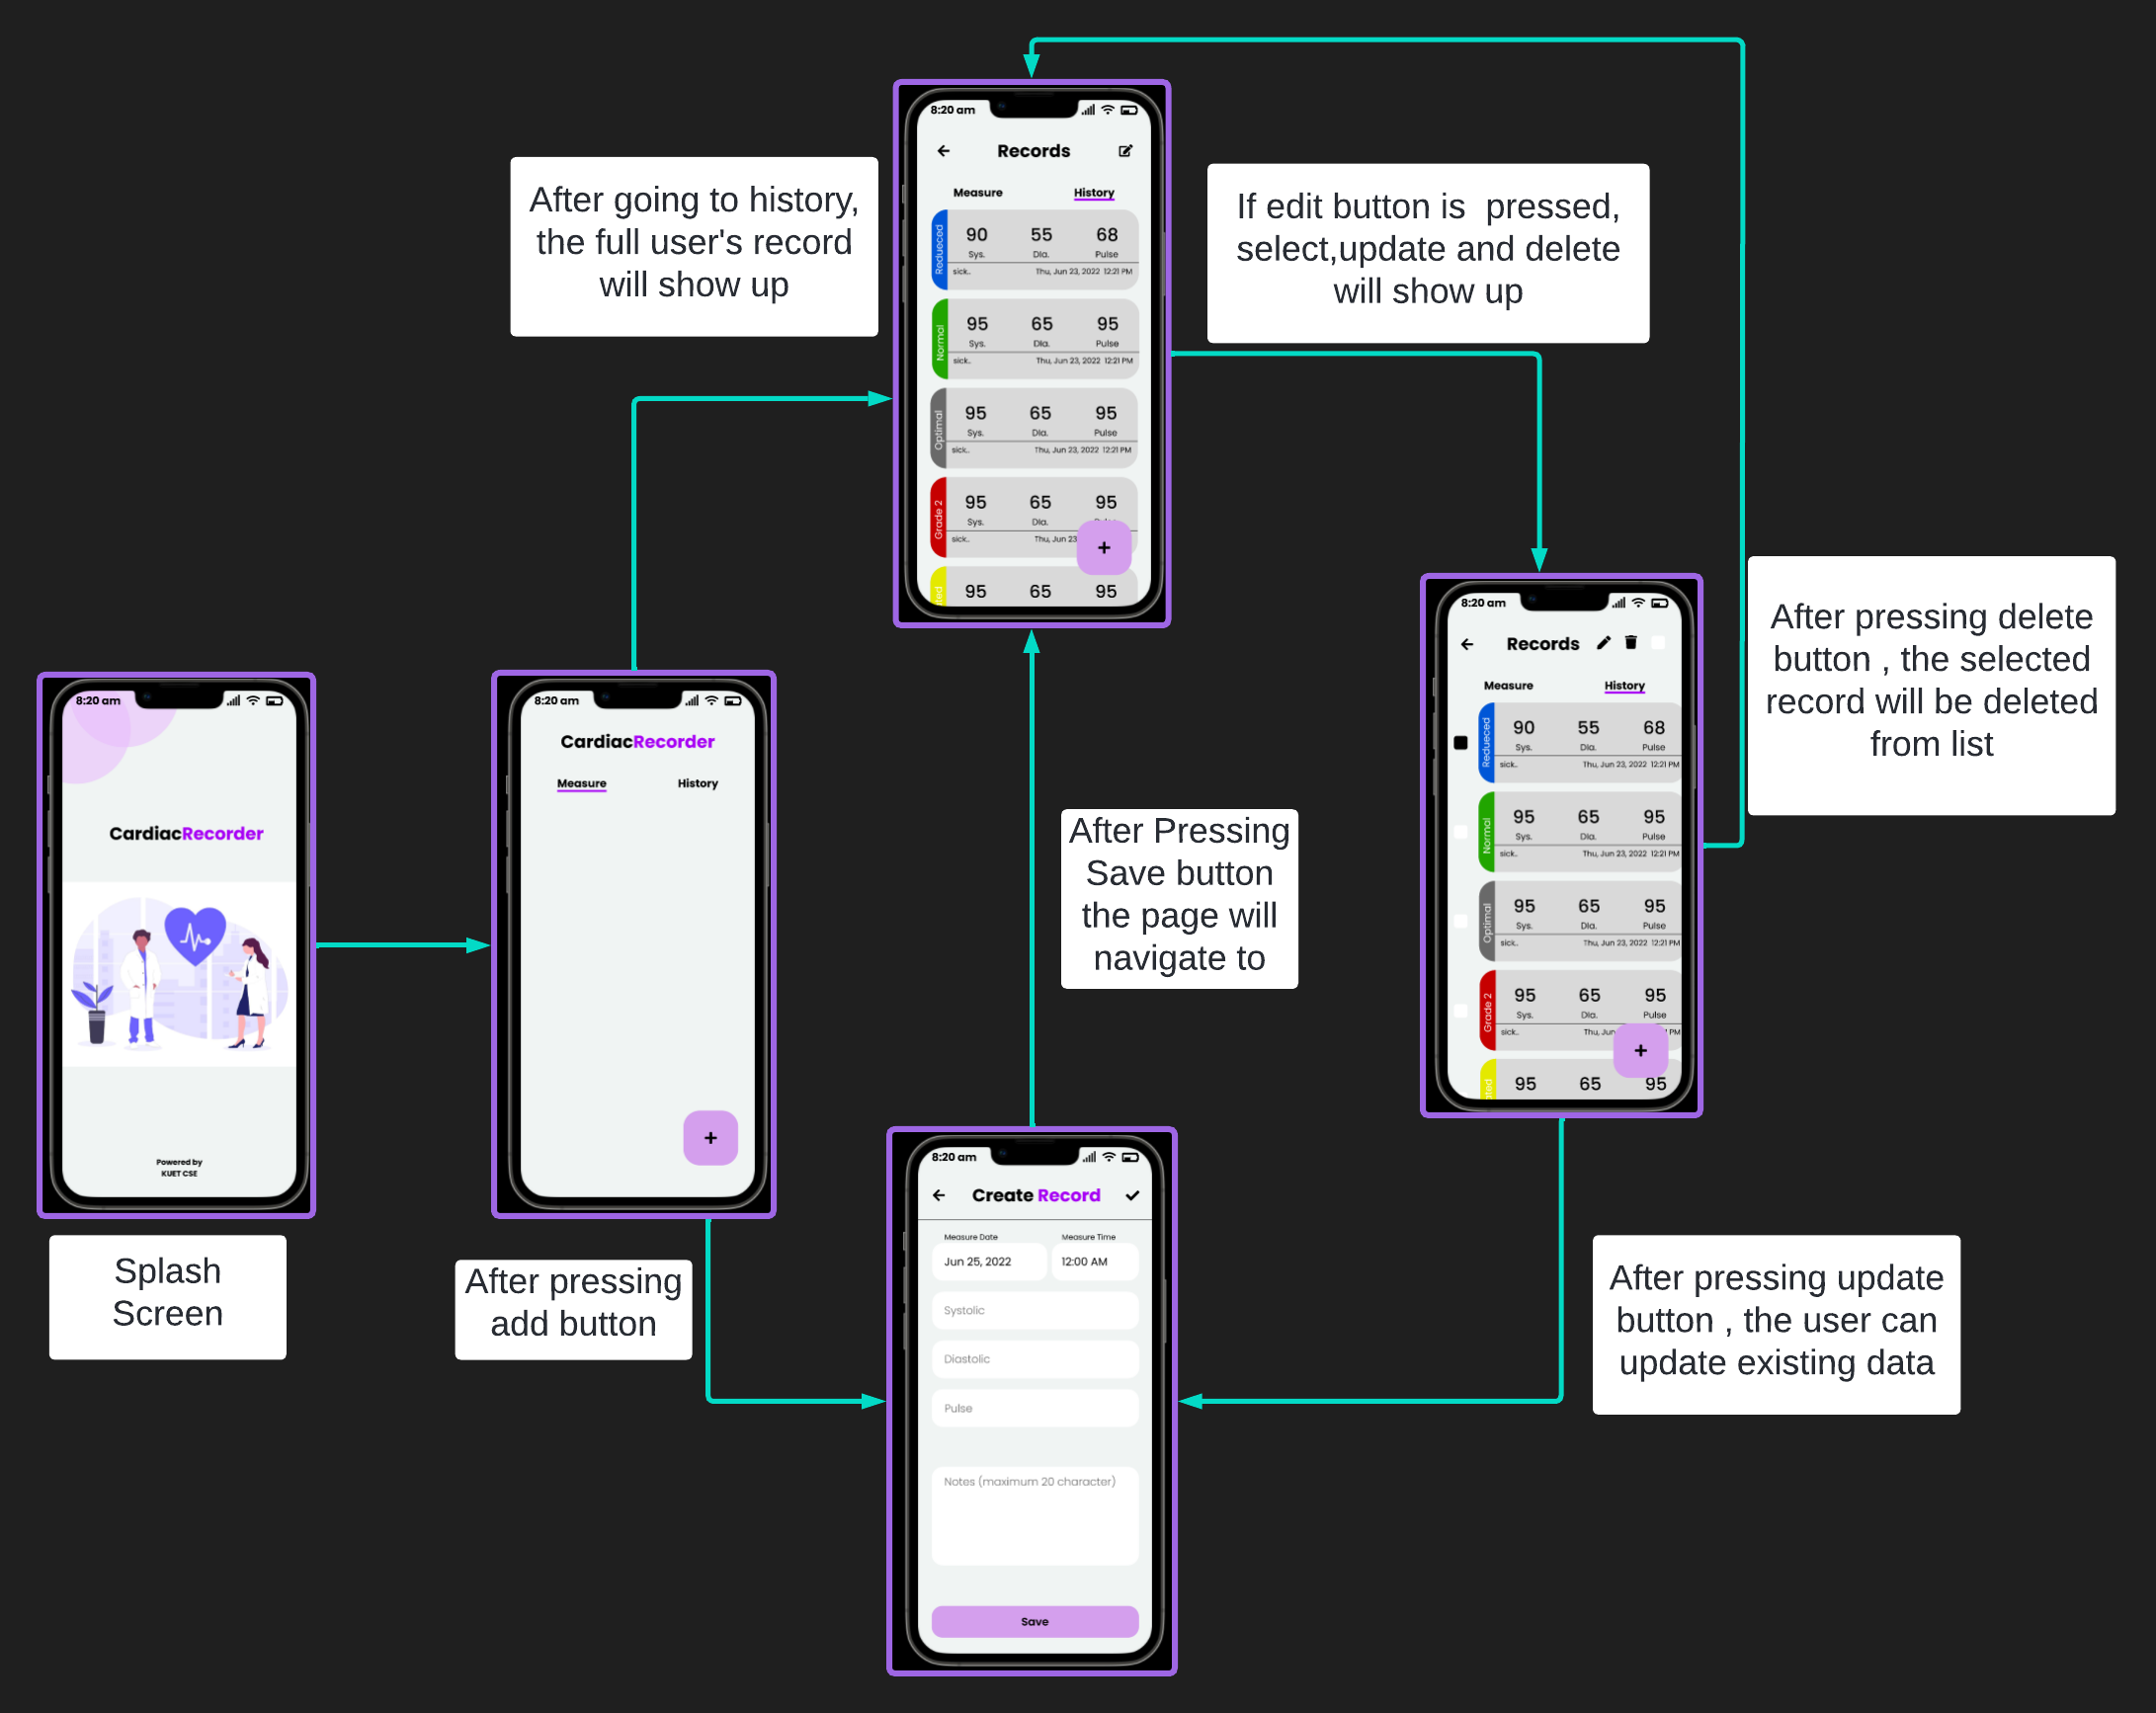 After going to history,
the full user's record
will show up
8:20 am
Records
Measure History
Redueced
90 55 68
Sys. Dia. Pulse
sick.. Thu, Jun 23, 2022 12:21 PM
Normal
95 65 95
Sys. Dia. Pulse
sick.. Thu, Jun 23, 2022 12:21 PM
Optimal
95 65 95
Sys. Dia. Pulse
sick.. Thu, Jun 23, 2022 12:21 PM
Grade 2
95 65 95
Sys. Dia.
sick.. Thu, Jun 23
+
95 65 95
If edit button is  pressed,
select,update and delete
will show up
8:20 am
CardiacRecorder
Powered by
KUET CSE
Splash
Screen
8:20 am
CardiacRecorder
Measure History
+
After pressing
add button
After Pressing
Save button
the page will
navigate to
8:20 am
Create Record
Measure Date Measure Time
Jun 25, 2022 12:00 AM
Systolic
Diastolic
Pulse
Notes (maximum 20 character)
Save
8:20 am
Records
Measure History
Redueced
90 55 68
Sys. Dia. Pulse
sick.. Thu, Jun 23, 2022 12:21 PM
Normal
95 65 95
Sys. Dia. Pulse
sick.. Thu, Jun 23, 2022 12:21 PM
Optimal
95 65 95
Sys. Dia. Pulse
sick.. Thu, Jun 23, 2022 12:21 PM
Grade 2
95 65 95
Sys. Dia. Pulse
sick.. Thu, Jun PM
+
95 65 95
After pressing delete
button , the selected
record will be deleted
from list
After pressing update
button , the user can
update existing data